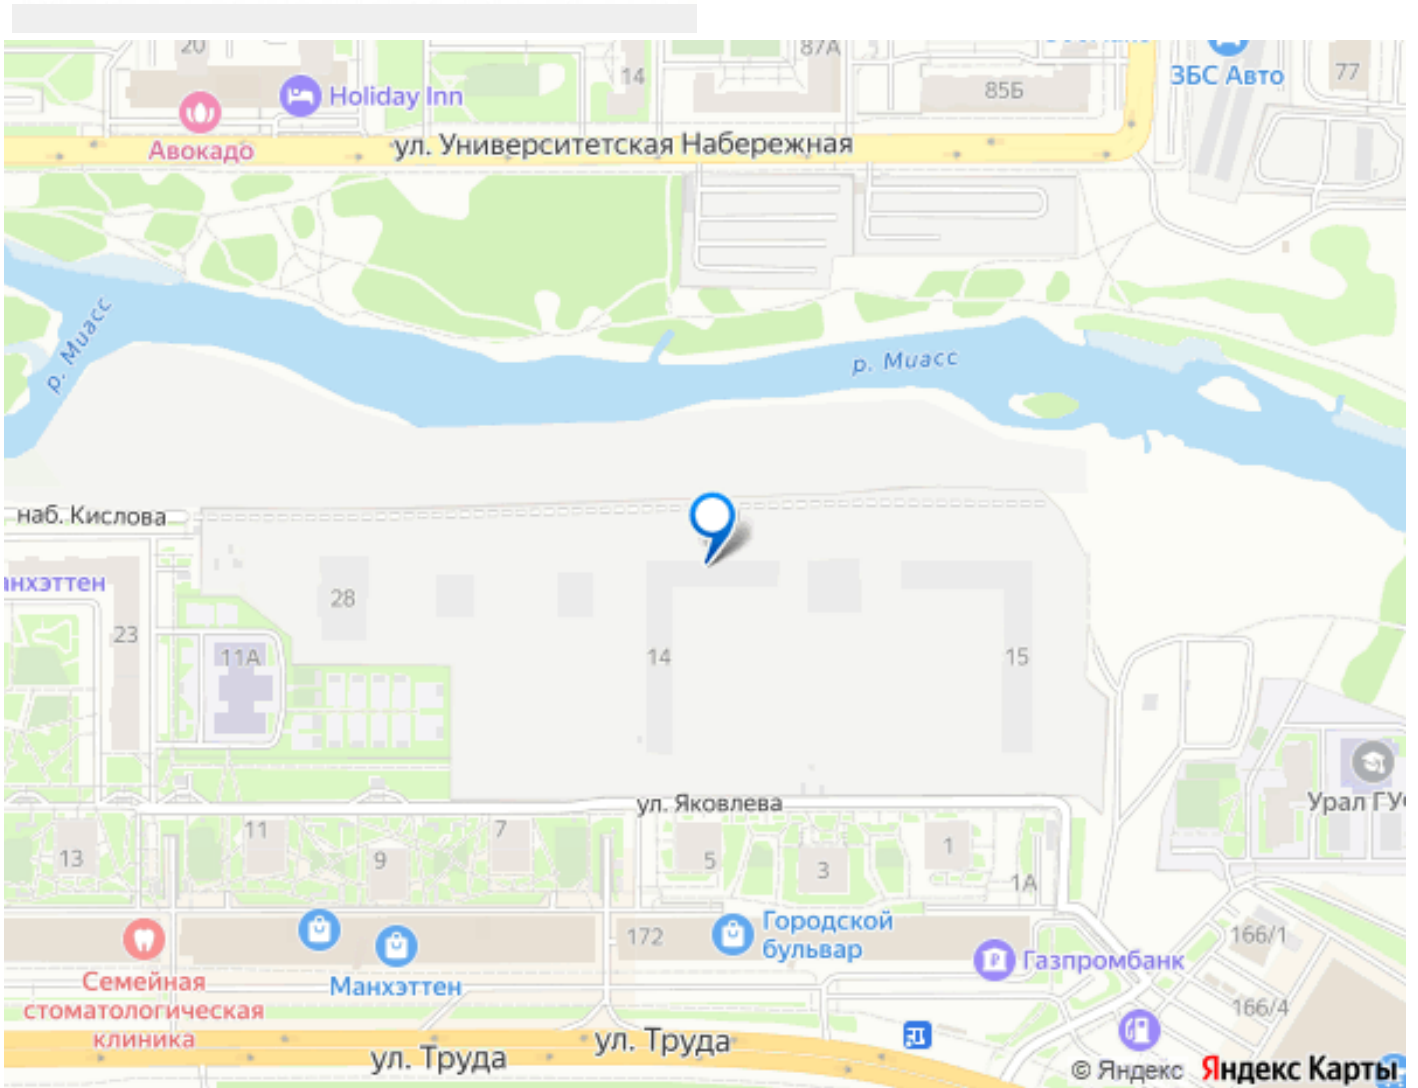 20
87А
ЗБС Авто
77
14
85Б
Holiday Inn
Авокадо
ул. Университетская Набережная
р. Миасс
р. Миасс
наб. Кислова
анхэттен
28
23
11А
14
15
ул. Яковлева
Урал ГУ
13
11
9
7
5
3
1
1А
172
Городской
бульвар
166/1
Газпромбанк
Манхэттен
Семейная
стоматологическая
клиника
166/4
ул. Труда
ул. Труда
© Яндекс Яндекс Карты